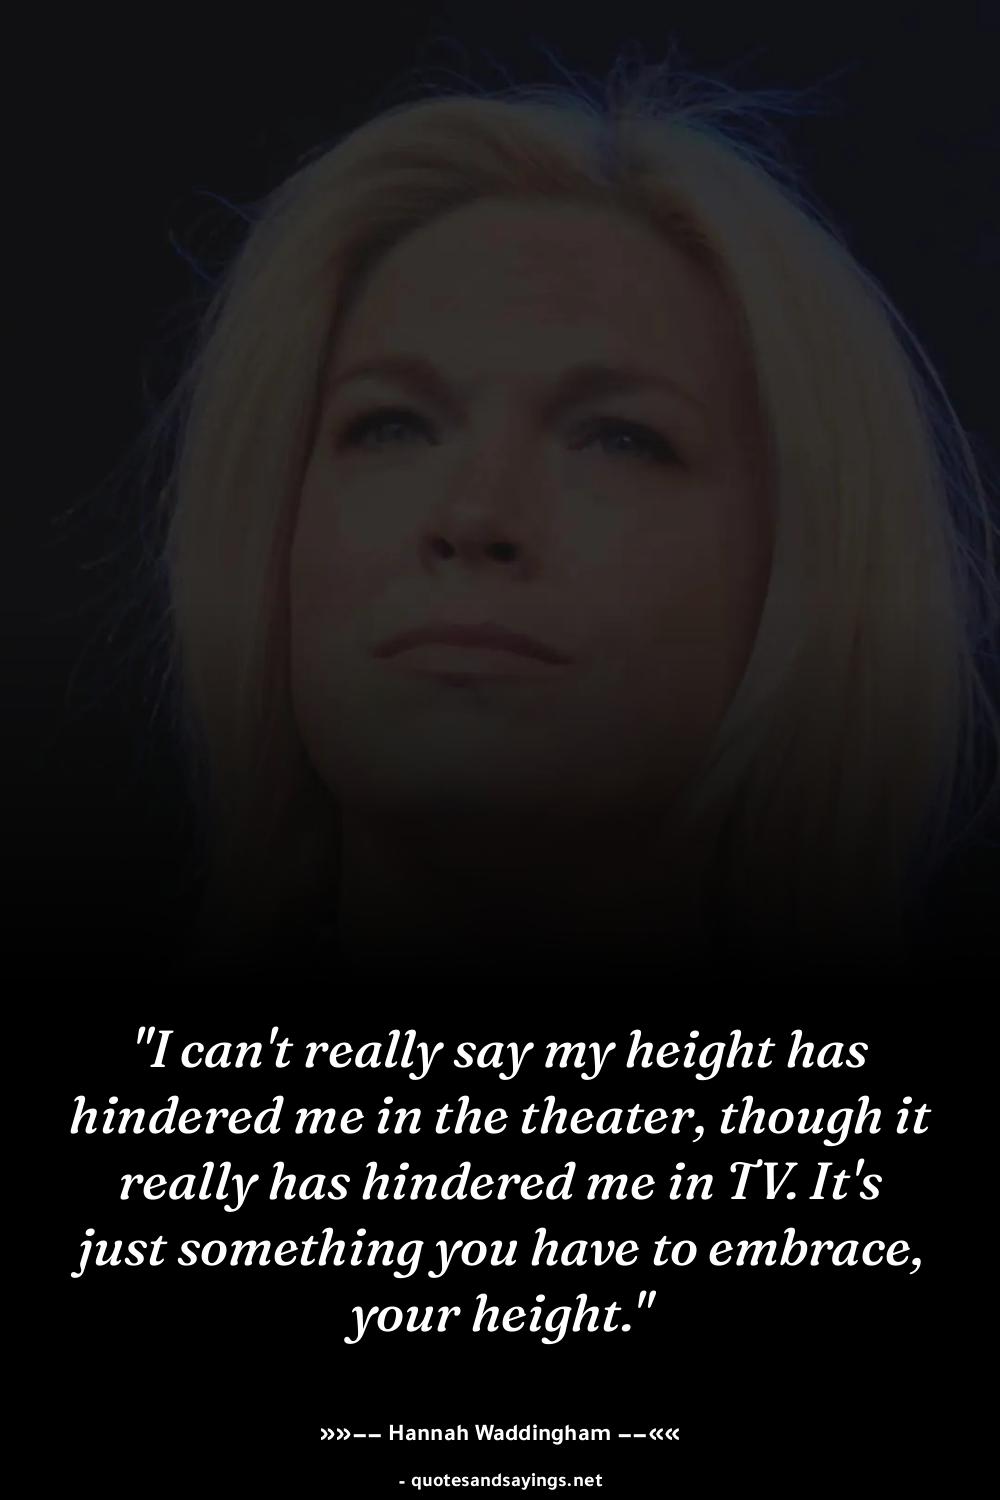 "I can't really say my height has
hindered me in the theater, though it
really has hindered me in TV. It's
just something you have to embrace,
your height."
»»−− Hannah Waddingham −−««
- quotesandsayings.net